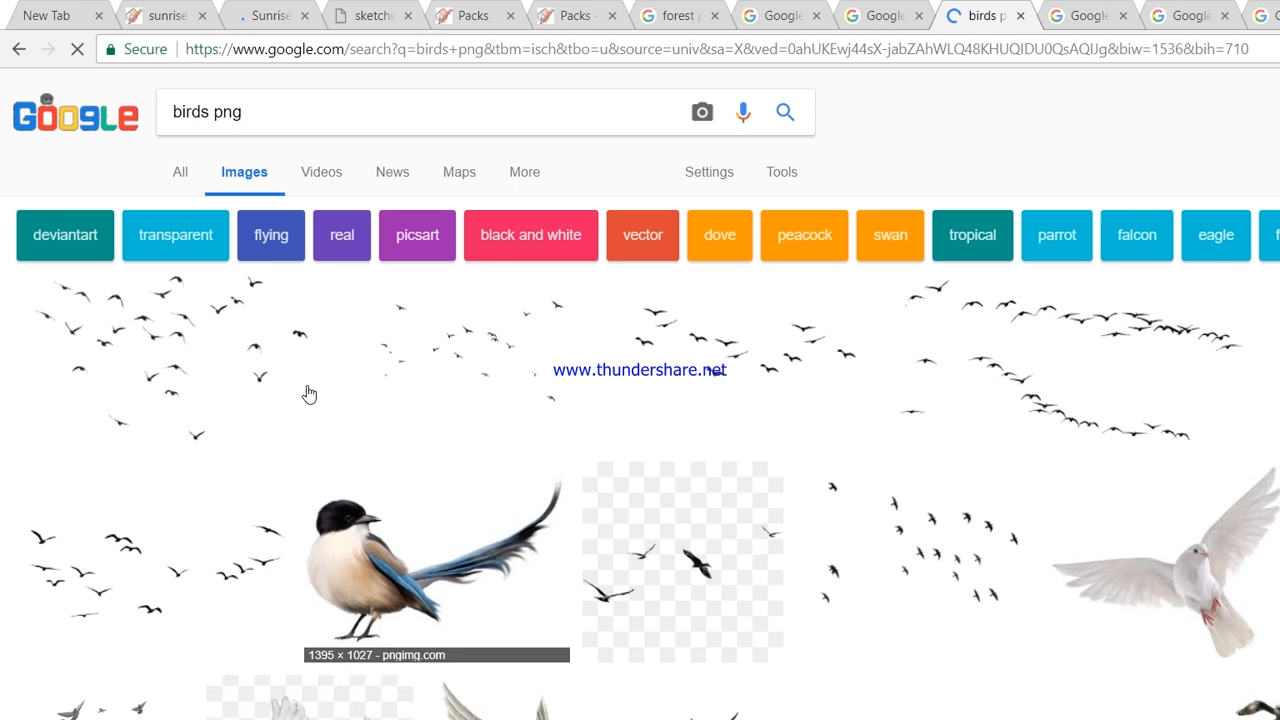 New Tab
sunrise
Sunrise
sketch
Packs
Packs -
forest p
Google
Google
birds p
Google
Google
G
Secure
https://www.google.com/search?q=birds+png&tbm=isch&tbo=u&source=univ&sa=X&ved=0ahUKEwj44sX-jabZAhWLQ48KHUQIDU0QsAQIJg&biw=1536&bih=710
Google
birds png
All
Images
Videos
News
Maps
More
Settings
Tools
deviantart
transparent
flying
real
picsart
black and white
vector
dove
peacock
swan
tropical
parrot
falcon
eagle
f
www.thundershare.net
1395 × 1027 - pngimg.com